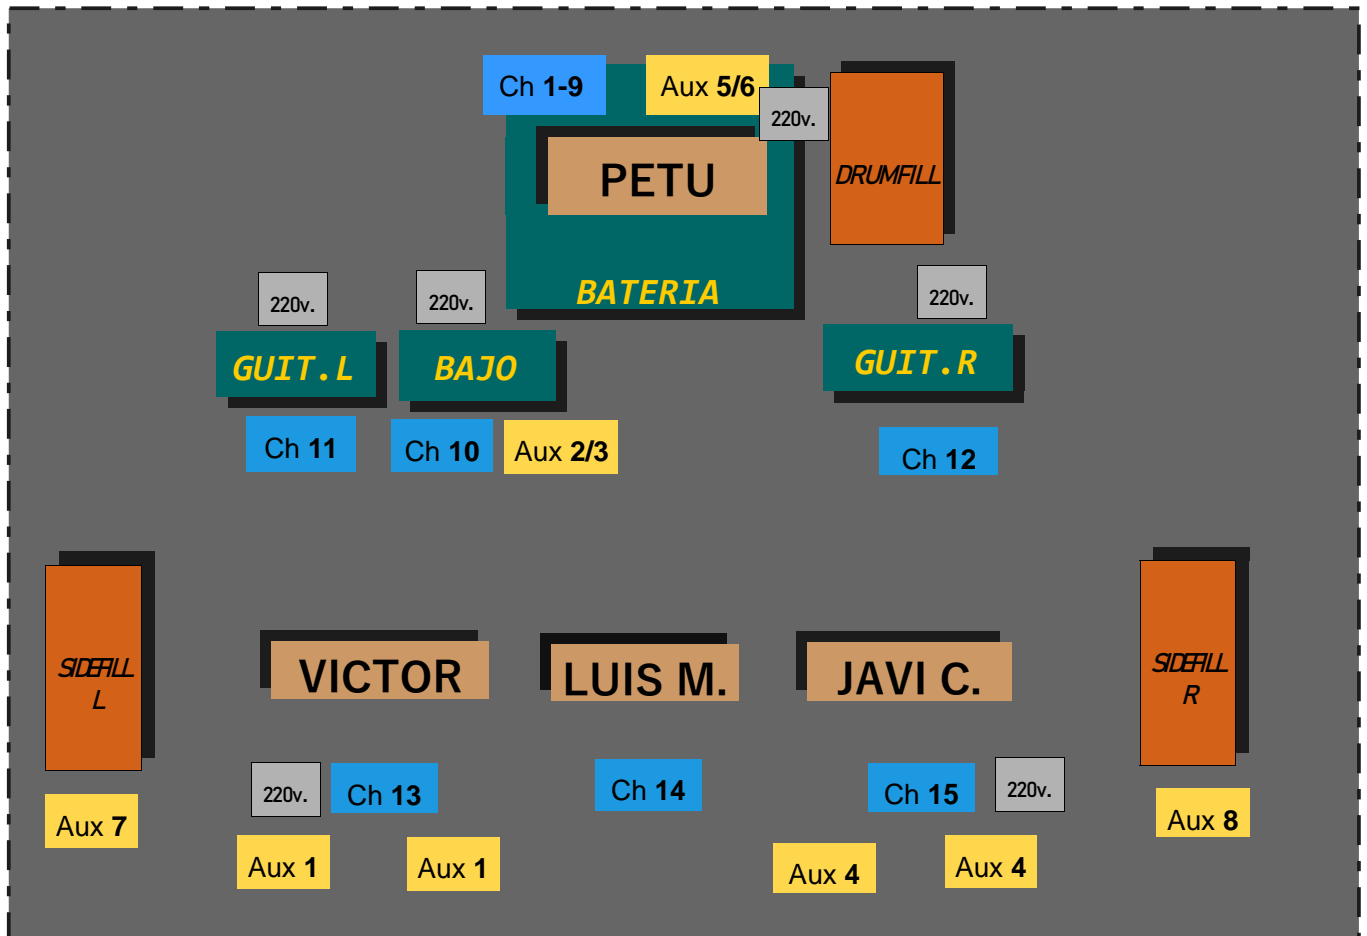 Ch 1-9
Aux 5/6
220v.
PETU
DRUMFILL
BATERIA
220v.
220v.
220v.
GUIT.L
BAJO
GUIT.R
Ch 11
Ch 10
Aux 2/3
Ch 12
SIDEFILL
L
VICTOR
LUIS M.
JAVI C.
SIDEFILL
R
220v.
Ch 13
Ch 14
Ch 15
220v.
Aux 7
Aux 8
Aux 1
Aux 1
Aux 4
Aux 4